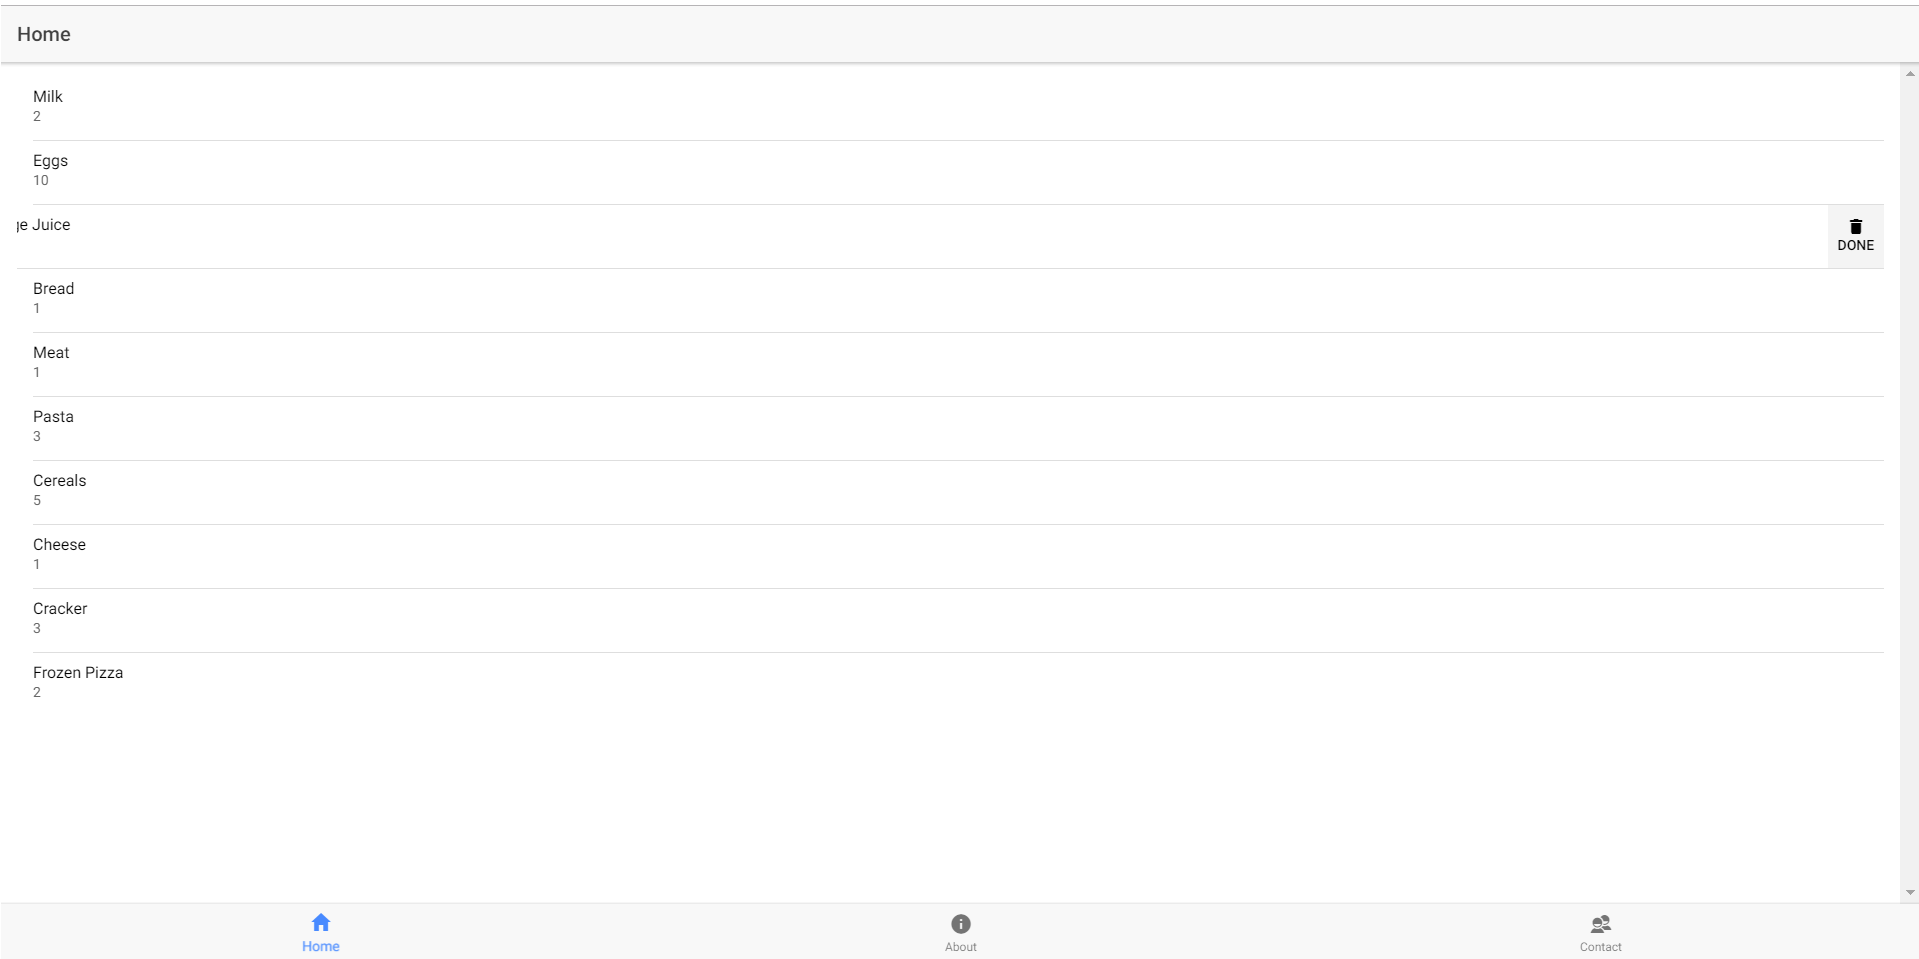 Home
Milk
2
Eggs
10
ge Juice
DONE
Bread
1
Meat
1
Pasta
3
Cereals
5
Cheese
1
Cracker
3
Frozen Pizza
2
Home
About
Contact